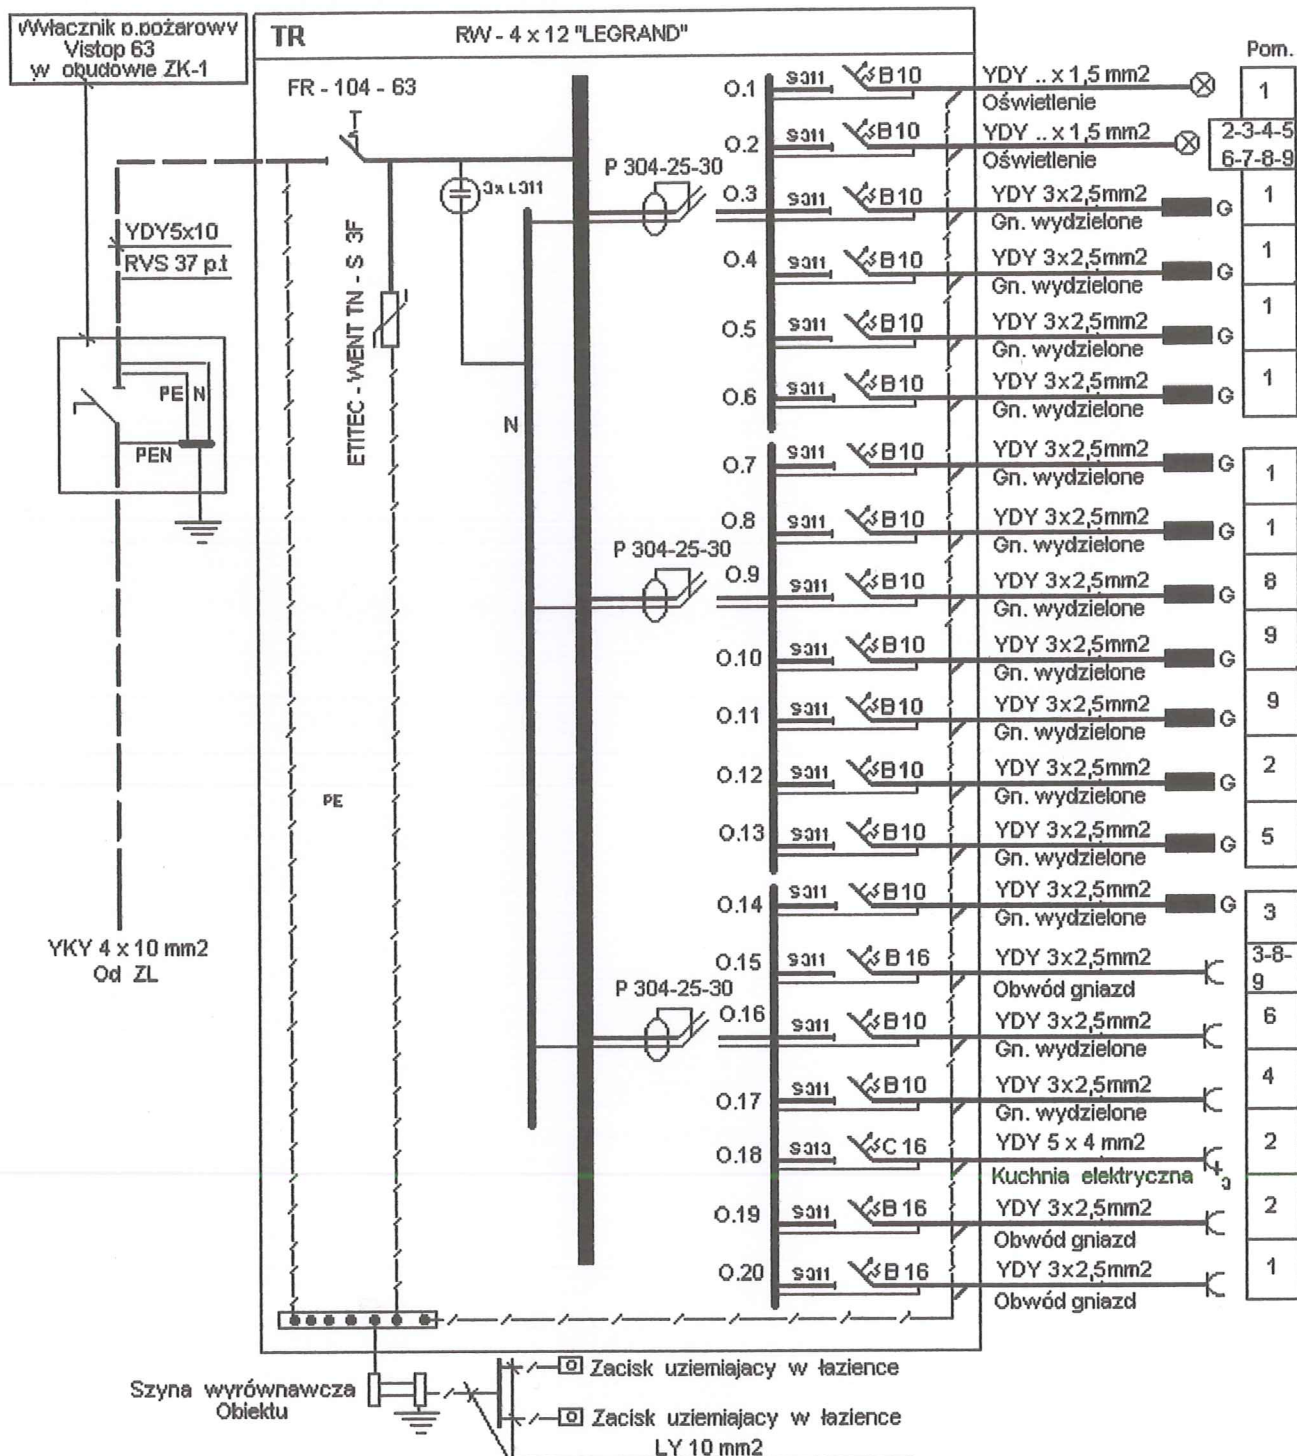 Wyłącznik p.pożarowy
Vistop 63
w obudowie ZK-1
TR
RW - 4 x 12 "LEGRAND"
FR - 104 - 63
3x L311
YDY5x10
RVS 37 p.t
ETITEC - WENT TN - S 3F
PE N
PEN
N
PE
YKY 4 x 10 mm2
Od ZL
P 304-25-30
P 304-25-30
P 304-25-30
Pom.
O.1 S311 B10 YDY .. x 1,5 mm2 1
Oświetlenie
O.2 S311 B10 YDY .. x 1,5 mm2 2-3-4-5
Oświetlenie 6-7-8-9
O.3 S311 B10 YDY 3x2,5mm2 G 1
Gn. wydzielone
O.4 S311 B10 YDY 3x2,5mm2 G 1
Gn. wydzielone
O.5 S311 B10 YDY 3x2,5mm2 G 1
Gn. wydzielone
O.6 S311 B10 YDY 3x2,5mm2 G 1
Gn. wydzielone
O.7 S311 B10 YDY 3x2,5mm2 G 1
Gn. wydzielone
O.8 S311 B10 YDY 3x2,5mm2 G 1
Gn. wydzielone
O.9 S311 B10 YDY 3x2,5mm2 G 8
Gn. wydzielone
O.10 S311 B10 YDY 3x2,5mm2 G 9
Gn. wydzielone
O.11 S311 B10 YDY 3x2,5mm2 G 9
Gn. wydzielone
O.12 S311 B10 YDY 3x2,5mm2 G 2
Gn. wydzielone
O.13 S311 B10 YDY 3x2,5mm2 G 5
Gn. wydzielone
O.14 S311 B10 YDY 3x2,5mm2 G 3
Gn. wydzielone
O.15 S311 B 16 YDY 3x2,5mm2 3-8-
Obwód gniazd 9
O.16 S311 B10 YDY 3x2,5mm2 6
Gn. wydzielone
O.17 S311 B10 YDY 3x2,5mm2 4
Gn. wydzielone
O.18 S313 C 16 YDY 5 x 4 mm2 2
Kuchnia elektryczna 3
O.19 S311 B 16 YDY 3x2,5mm2 2
Obwód gniazd
O.20 S311 B 16 YDY 3x2,5mm2 1
Obwód gniazd
Szyna wyrównawcza
Obiektu
Zacisk uziemiajacy w łazience
Zacisk uziemiajacy w łazience
LY 10 mm2